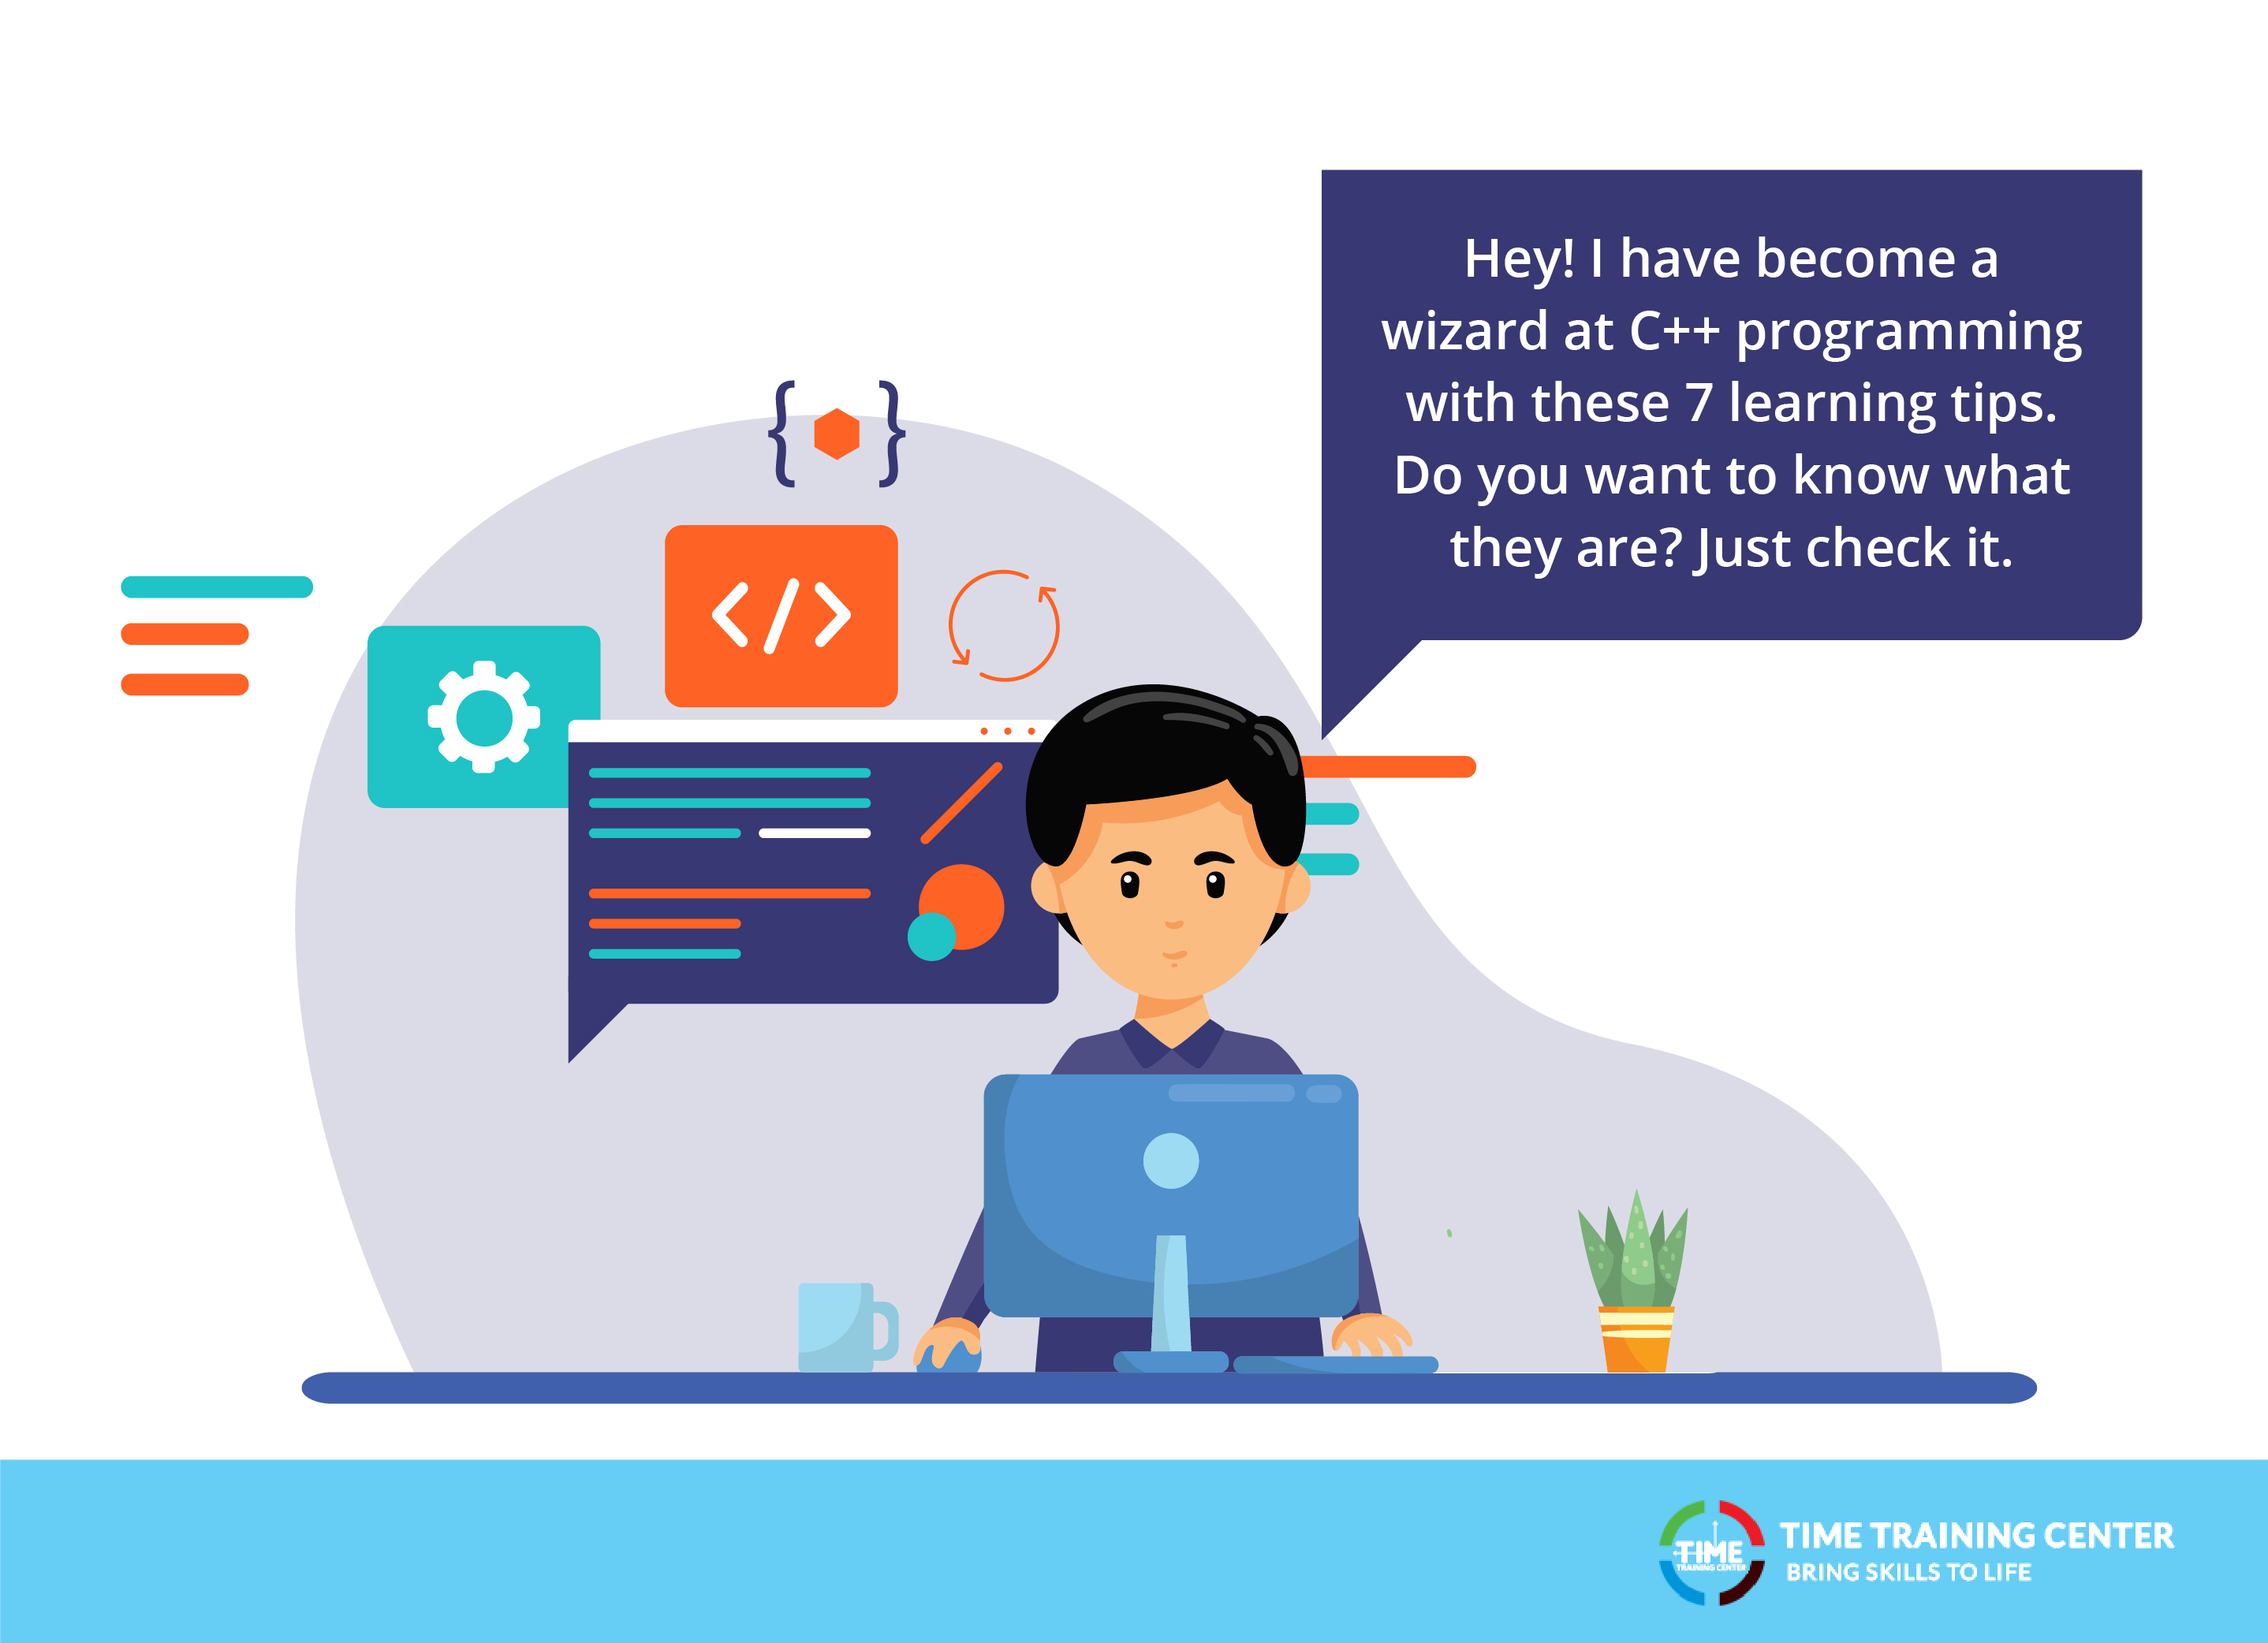 Hey! I have become a
wizard at C++ programming
with these 7 learning tips.
Do you want to know what
they are? Just check it.
{ }
</>
TIME
TRAINING CENTER
TIME TRAINING CENTER
BRING SKILLS TO LIFE